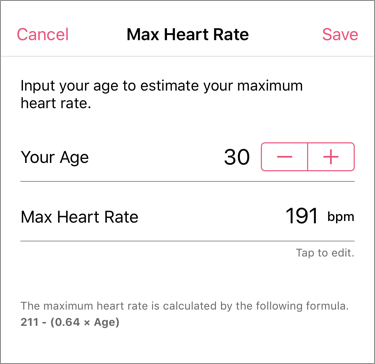 Cancel Max Heart Rate Save
Input your age to estimate your maximum
heart rate.
Your Age 30 − +
Max Heart Rate 191 bpm
Tap to edit.
The maximum heart rate is calculated by the following formula.
211 - (0.64 × Age)